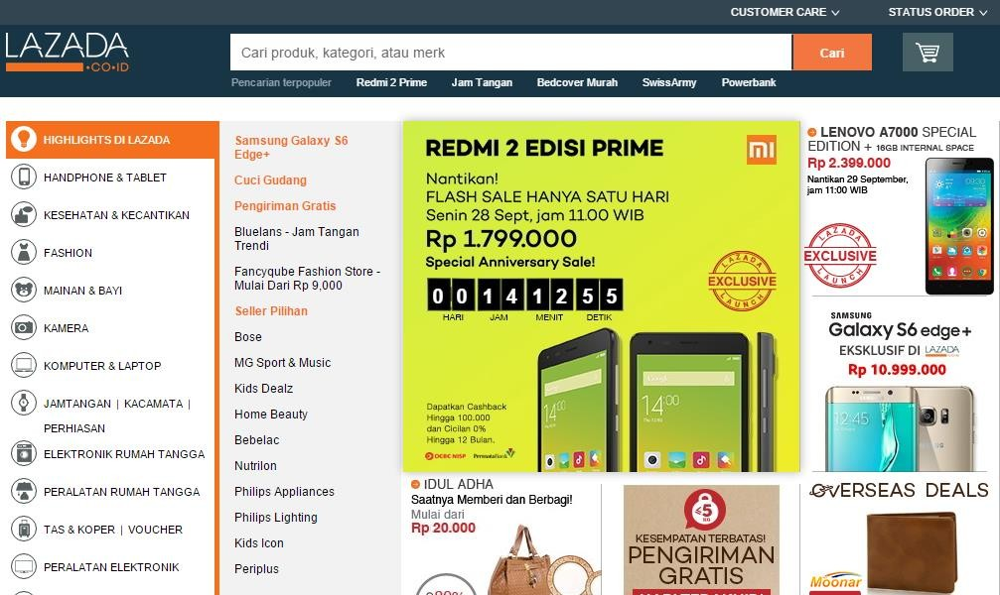 CUSTOMER CARE
STATUS ORDER
LAZADA
.CO.ID
Cari produk, kategori, atau merk
Cari
Pencarian terpopuler
Redmi 2 Prime
Jam Tangan
Bedcover Murah
SwissArmy
Powerbank
HIGHLIGHTS DI LAZADA
HANDPHONE & TABLET
KESEHATAN & KECANTIKAN
FASHION
MAINAN & BAYI
KAMERA
KOMPUTER & LAPTOP
JAMTANGAN | KACAMATA |
PERHIASAN
ELEKTRONIK RUMAH TANGGA
PERALATAN RUMAH TANGGA
TAS & KOPER | VOUCHER
PERALATAN ELEKTRONIK
Samsung Galaxy S6
Edge+
Cuci Gudang
Pengiriman Gratis
Bluelans - Jam Tangan
Trendi
Fancyqube Fashion Store -
Mulai Dari Rp 9,000
Seller Pilihan
Bose
MG Sport & Music
Kids Dealz
Home Beauty
Bebelac
Nutrilon
Philips Appliances
Philips Lighting
Kids Icon
Periplus
REDMI 2 EDISI PRIME
mi
Nantikan!
FLASH SALE HANYA SATU HARI
Senin 28 Sept, jam 11.00 WIB
Rp 1.799.000
Special Anniversary Sale!
00 14 12 55
HARI JAM MENIT DETIK
LAZADA
EXCLUSIVE
LAUNCH
14:00
14:00
Dapatkan Cashback
Hingga 100.000
dan Cicilan 0%
Hingga 12 Bulan.
OCBC NISP PermataBank
LENOVO A7000 SPECIAL
EDITION + 16GB INTERNAL SPACE
Rp 2.399.000
Nantikan 29 September,
jam 11:00 WIB
LAZADA
EXCLUSIVE
LAUNCH
SAMSUNG
Galaxy S6 edge+
EKSKLUSIF DI LAZADA
Rp 10.999.000
12:45
IDUL ADHA
Saatnya Memberi dan Berbagi!
Mulai dari
Rp 20.000
≤5
KG
KESEMPATAN TERBATAS!
PENGIRIMAN
GRATIS
OVERSEAS DEALS
Moonar